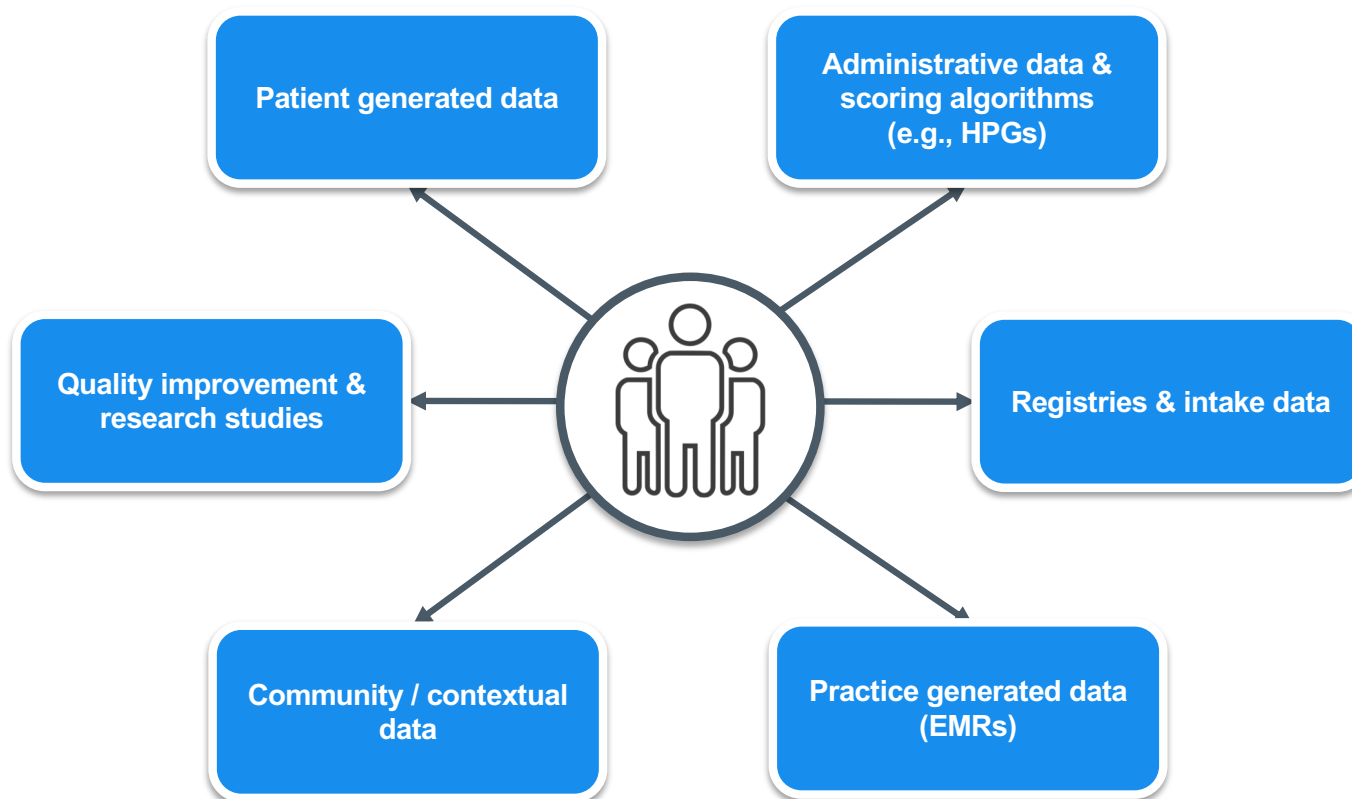 Patient generated data
Administrative data &
scoring algorithms
(e.g., HPGs)
Quality improvement &
research studies
Registries & intake data
Community / contextual
data
Practice generated data
(EMRs)